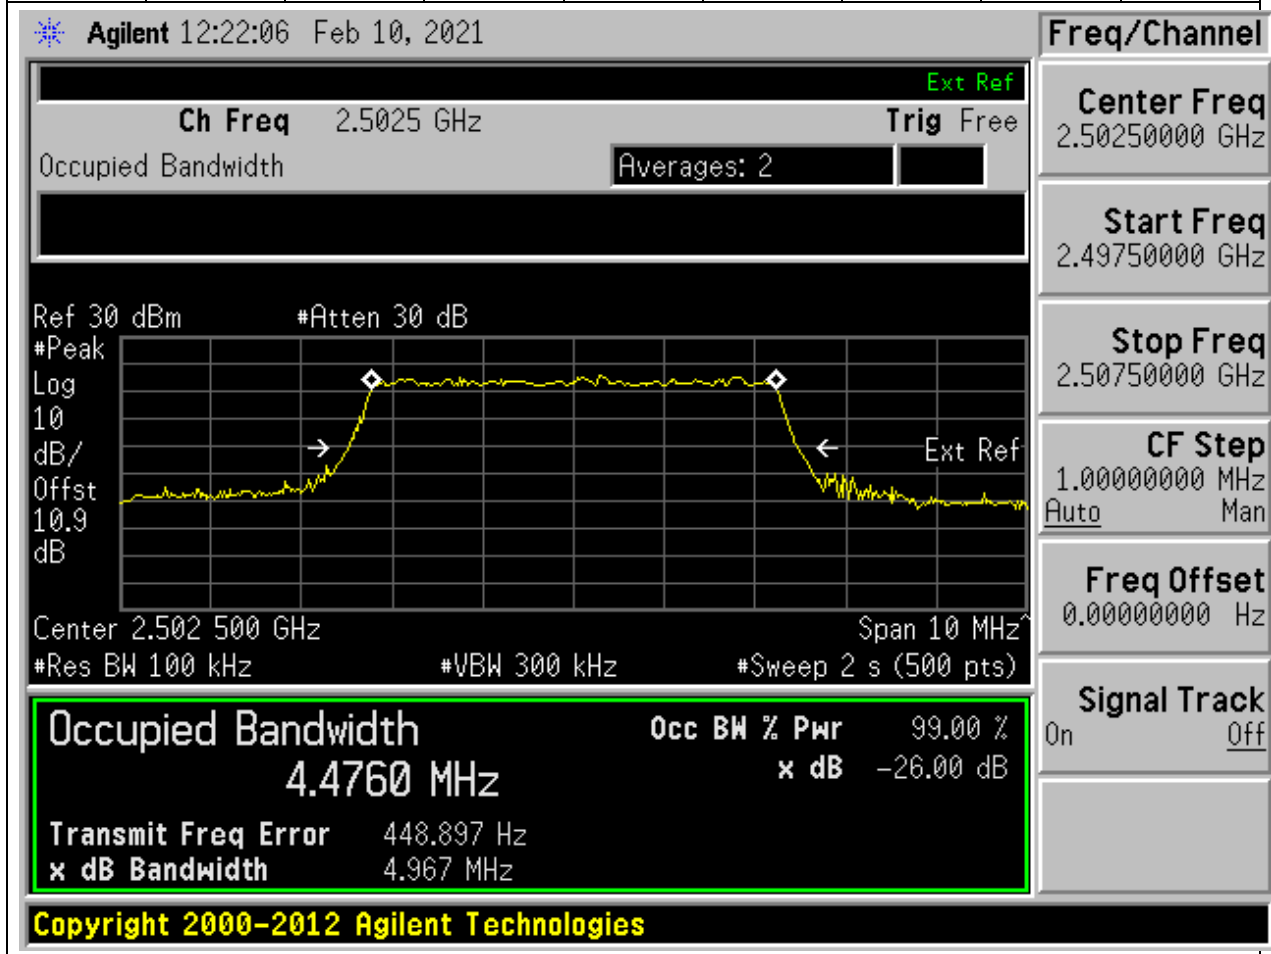 Agilent 12:22:06 Feb 10, 2021
Freq/Channel
Ext Ref
Ch Freq 2.5025 GHz
Trig Free
Occupied Bandwidth
Averages: 2
Center Freq
2.50250000 GHz
Start Freq
2.49750000 GHz
Stop Freq
2.50750000 GHz
CF Step
1.00000000 MHz
Auto Man
Freq Offset
0.00000000 Hz
Signal Track
On Off
Ref 30 dBm
#Atten 30 dB
#Peak
Log
10
dB/
Offst
10.9
dB
Ext Ref
Center 2.502 500 GHz
Span 10 MHz^
#Res BW 100 kHz
#VBW 300 kHz
#Sweep 2 s (500 pts)
Occupied Bandwidth
4.4760 MHz
Occ BW % Pwr 99.00 %
x dB -26.00 dB
Transmit Freq Error 448.897 Hz
x dB Bandwidth 4.967 MHz
Copyright 2000-2012 Agilent Technologies